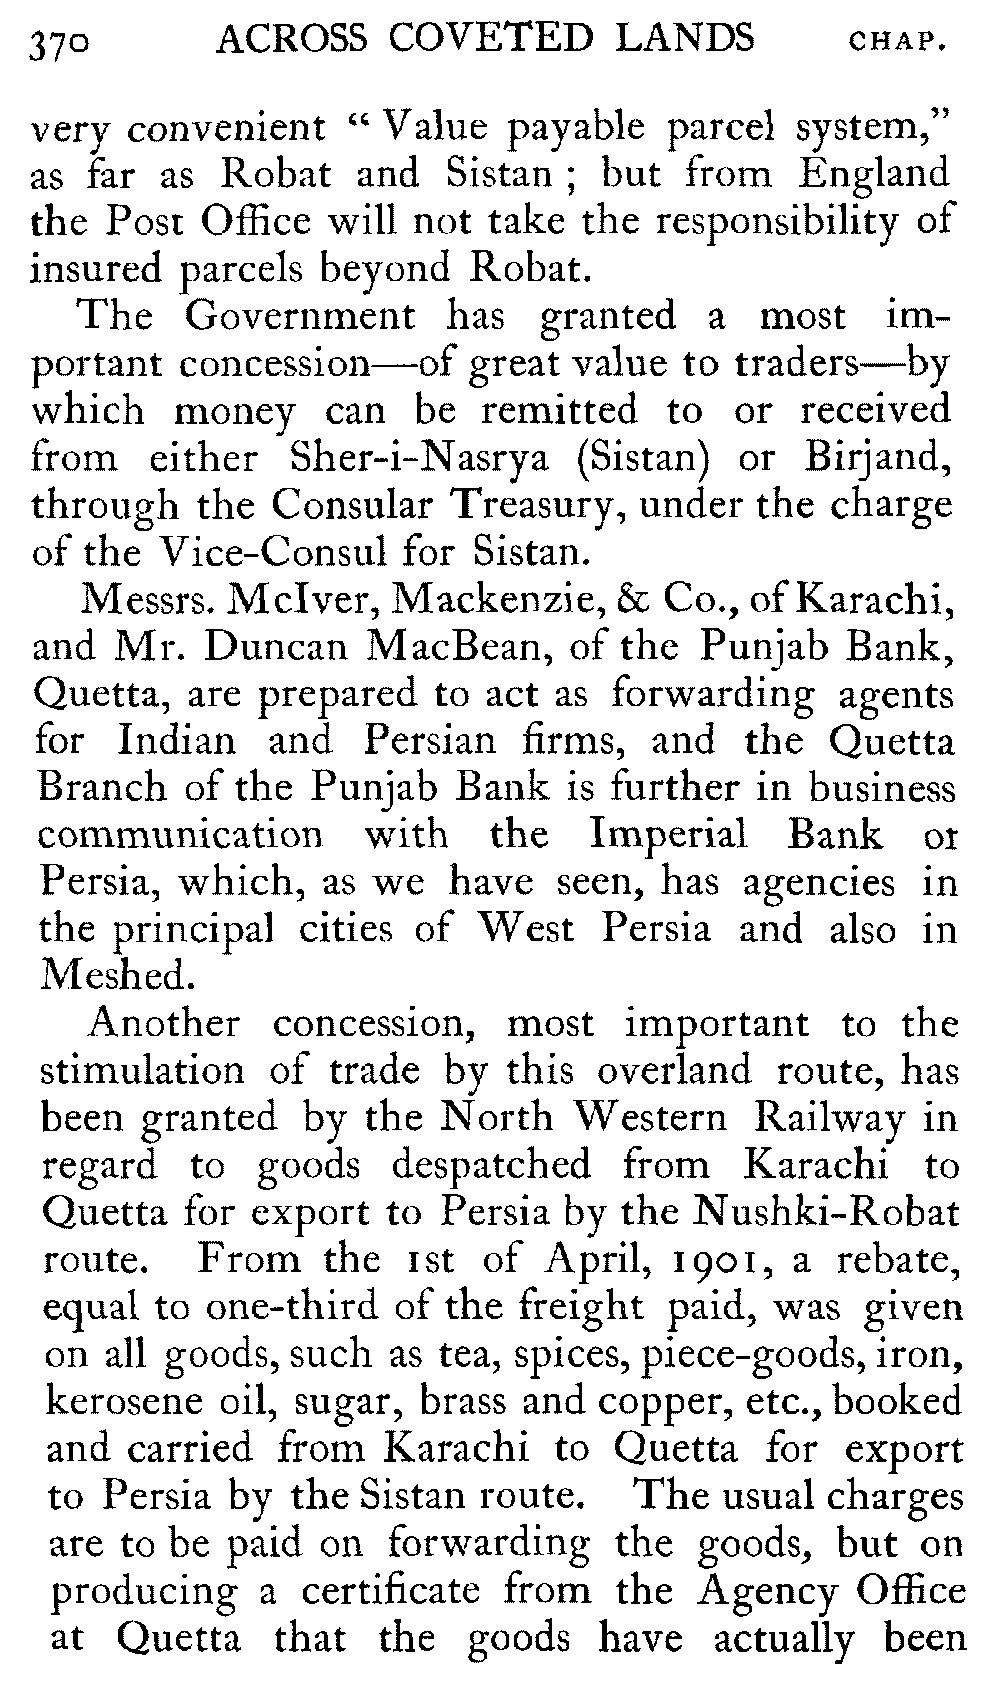 370 ACROSS COVETED LANDS CHAP.
very convenient “ Value payable parcel system,”
as far as Robat and Sistan ; but from England
the Post Office will not take the responsibility of
insured parcels beyond Robat.
The Government has granted a most im-
portant concession—of great value to traders—by
which money can be remitted to or received
from either Sher-i-Nasrya (Sistan) or Birjand,
through the Consular Treasury, under the charge
of the Vice-Consul for Sistan.
Messrs. McIver, Mackenzie, & Co., of Karachi,
and Mr. Duncan MacBean, of the Punjab Bank,
Quetta, are prepared to act as forwarding agents
for Indian and Persian firms, and the Quetta
Branch of the Punjab Bank is further in business
communication with the Imperial Bank or
Persia, which, as we have seen, has agencies in
the principal cities of West Persia and also in
Meshed.
Another concession, most important to the
stimulation of trade by this overland route, has
been granted by the North Western Railway in
regard to goods despatched from Karachi to
Quetta for export to Persia by the Nushki-Robat
route. From the 1st of April, 1901, a rebate,
equal to one-third of the freight paid, was given
on all goods, such as tea, spices, piece-goods, iron,
kerosene oil, sugar, brass and copper, etc., booked
and carried from Karachi to Quetta for export
to Persia by the Sistan route. The usual charges
are to be paid on forwarding the goods, but on
producing a certificate from the Agency Office
at Quetta that the goods have actually been